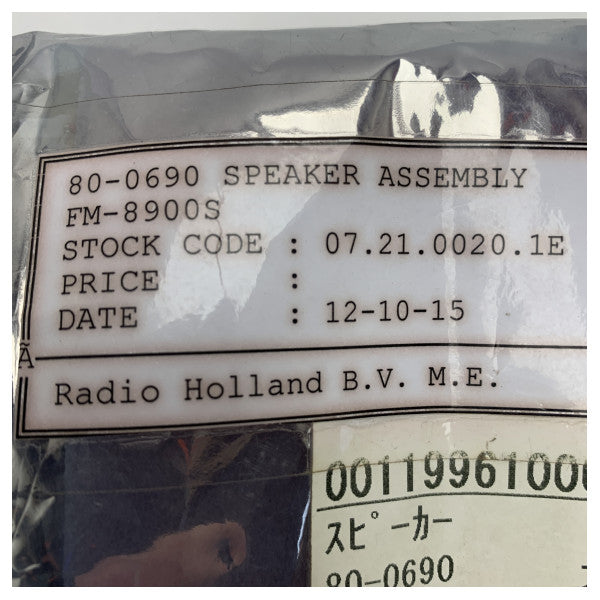 80-0690 SPEAKER ASSEMBLY
FM-8900S
STOCK CODE : 07.21.0020.1E
PRICE :
DATE : 12-10-15
Ā
Radio Holland B.V. M.E.
0011996100
スピーカー
80-0690